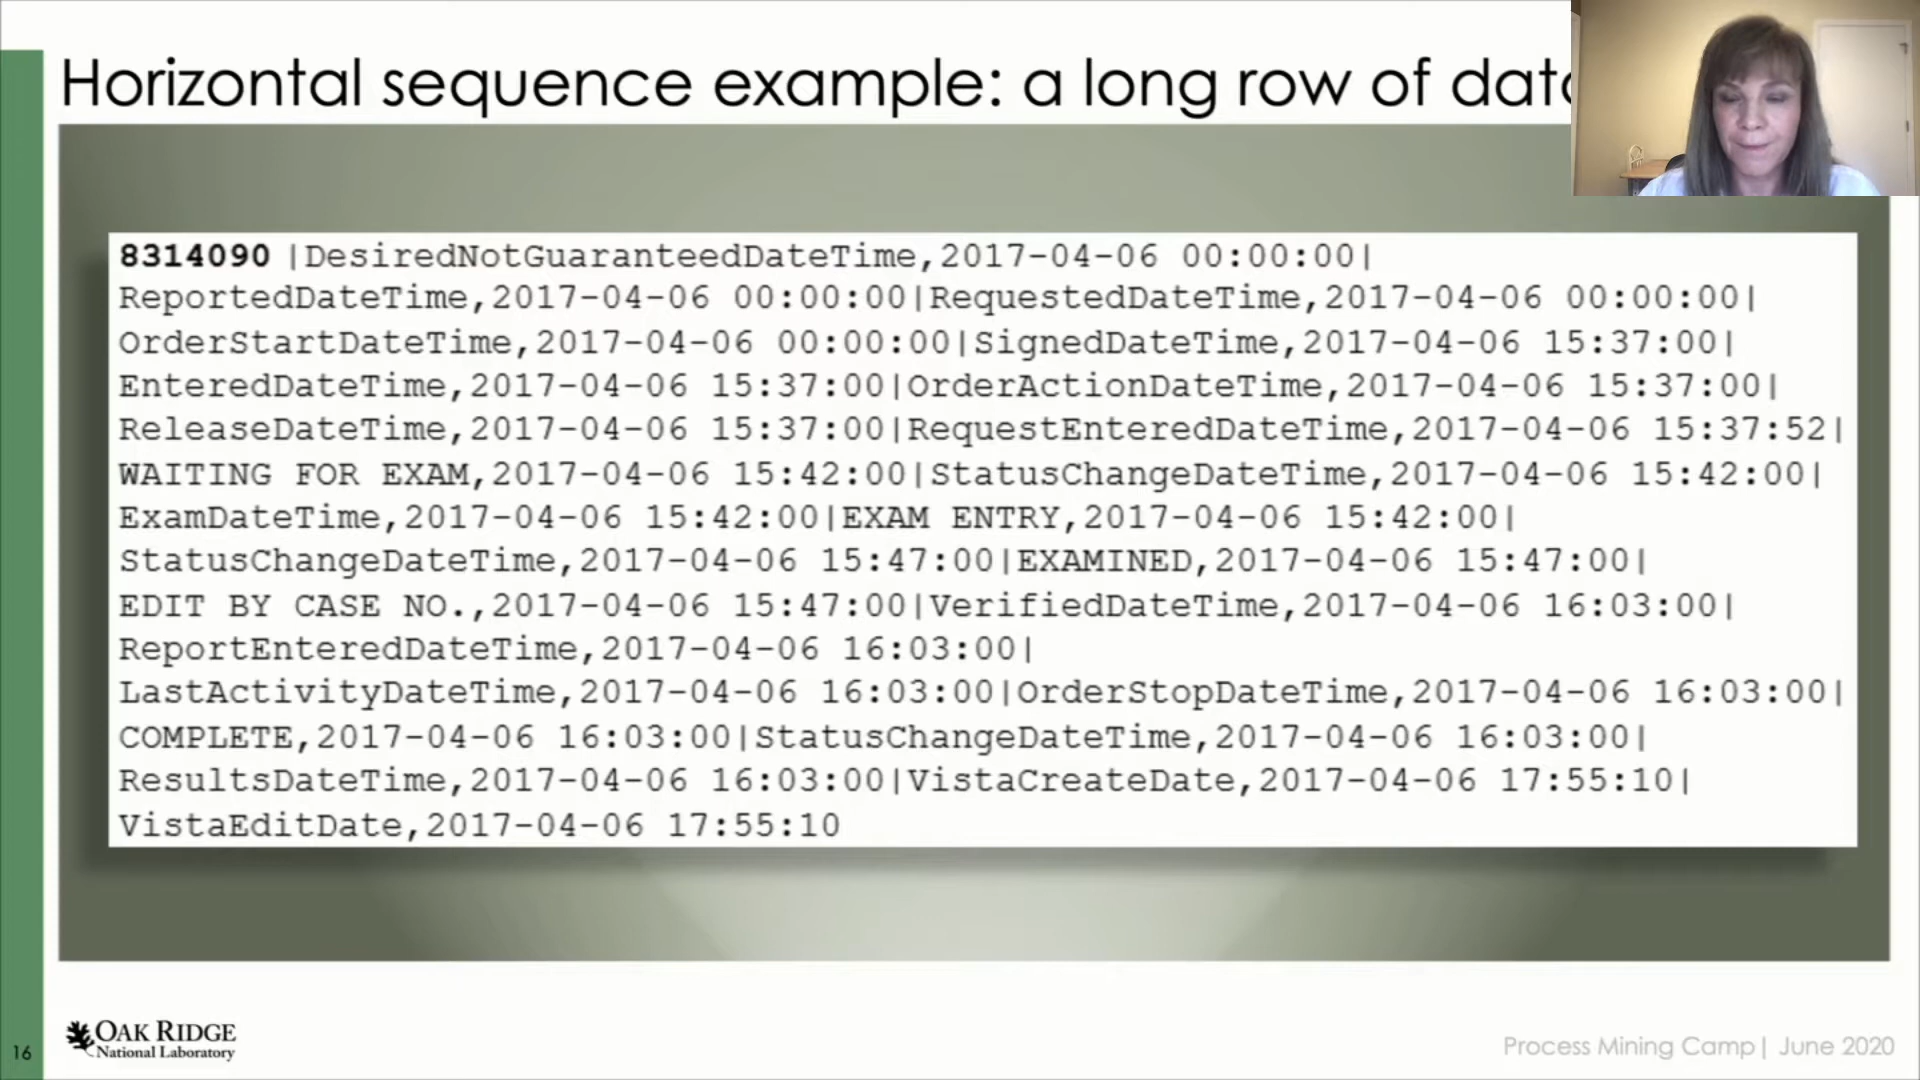 Horizontal sequence example: a long row of data
8314090 |DesiredNotGuaranteedDateTime,2017-04-06 00:00:00|
ReportedDateTime,2017-04-06 00:00:00|RequestedDateTime,2017-04-06 00:00:00|
OrderStartDateTime,2017-04-06 00:00:00|SignedDateTime,2017-04-06 15:37:00|
EnteredDateTime,2017-04-06 15:37:00|OrderActionDateTime,2017-04-06 15:37:00|
ReleaseDateTime,2017-04-06 15:37:00|RequestEnteredDateTime,2017-04-06 15:37:52|
WAITING FOR EXAM,2017-04-06 15:42:00|StatusChangeDateTime,2017-04-06 15:42:00|
ExamDateTime,2017-04-06 15:42:00|EXAM ENTRY,2017-04-06 15:42:00|
StatusChangeDateTime,2017-04-06 15:47:00|EXAMINED,2017-04-06 15:47:00|
EDIT BY CASE NO.,2017-04-06 15:47:00|VerifiedDateTime,2017-04-06 16:03:00|
ReportEnteredDateTime,2017-04-06 16:03:00|
LastActivityDateTime,2017-04-06 16:03:00|OrderStopDateTime,2017-04-06 16:03:00|
COMPLETE,2017-04-06 16:03:00|StatusChangeDateTime,2017-04-06 16:03:00|
ResultsDateTime,2017-04-06 16:03:00|VistaCreateDate,2017-04-06 17:55:10|
VistaEditDate,2017-04-06 17:55:10
16
OAK RIDGE
National Laboratory
Process Mining Camp| June 2020